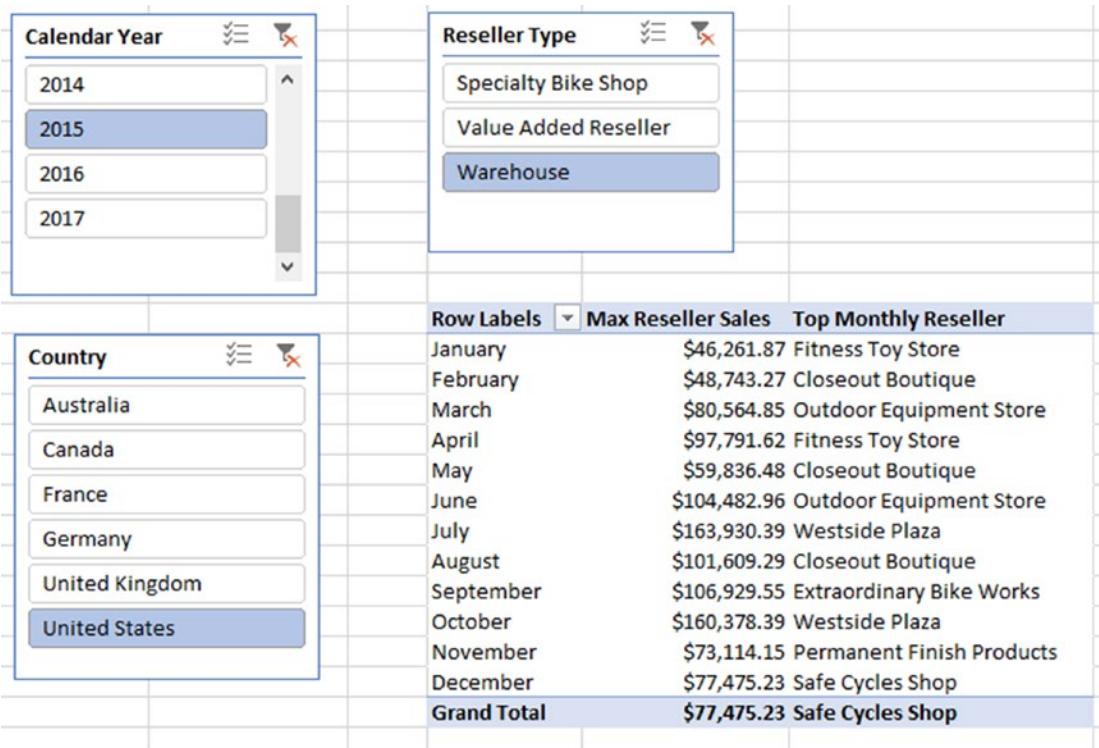 Calendar Year
2014
2015
2016
2017
Reseller Type
Specialty Bike Shop
Value Added Reseller
Warehouse
Country
Australia
Canada
France
Germany
United Kingdom
United States
Row Labels Max Reseller Sales Top Monthly Reseller
January $46,261.87 Fitness Toy Store
February $48,743.27 Closeout Boutique
March $80,564.85 Outdoor Equipment Store
April $97,791.62 Fitness Toy Store
May $59,836.48 Closeout Boutique
June $104,482.96 Outdoor Equipment Store
July $163,930.39 Westside Plaza
August $101,609.29 Closeout Boutique
September $106,929.55 Extraordinary Bike Works
October $160,378.39 Westside Plaza
November $73,114.15 Permanent Finish Products
December $77,475.23 Safe Cycles Shop
Grand Total $77,475.23 Safe Cycles Shop